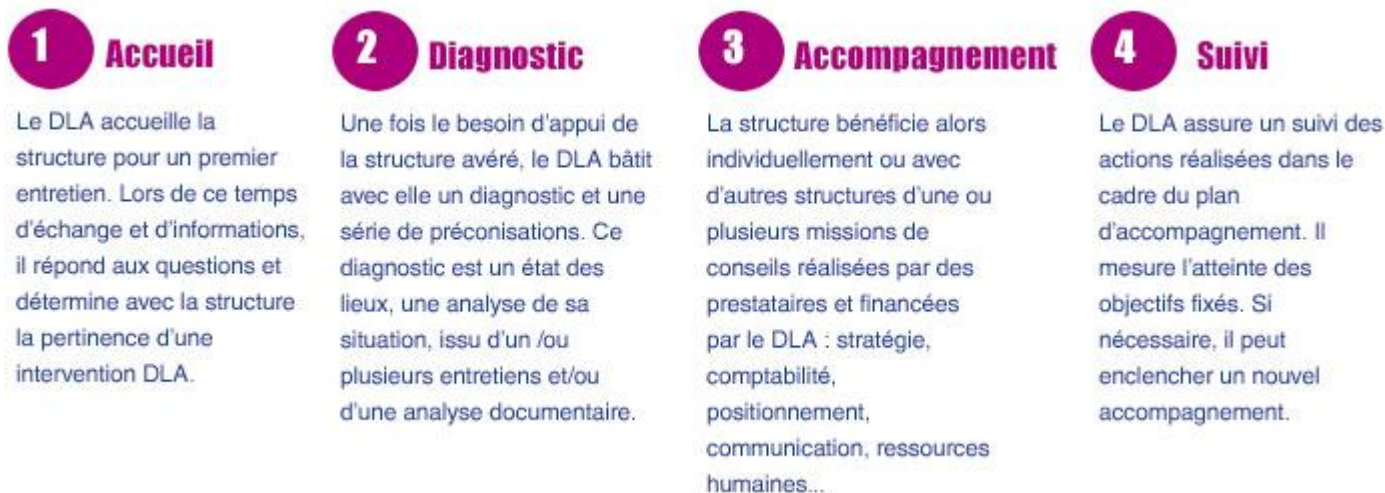 1 Accueil
Le DLA accueille la
structure pour un premier
entretien. Lors de ce temps
d'échange et d'informations,
il répond aux questions et
détermine avec la structure
la pertinence d'une
intervention DLA.
2 Diagnostic
Une fois le besoin d'appui de
la structure avéré, le DLA bâtit
avec elle un diagnostic et une
série de préconisations. Ce
diagnostic est un état des
lieux, une analyse de sa
situation, issu d'un /ou
plusieurs entretiens et/ou
d'une analyse documentaire.
3 Accompagnement
La structure bénéficie alors
individuellement ou avec
d'autres structures d'une ou
plusieurs missions de
conseils réalisées par des
prestataires et financées
par le DLA : stratégie,
comptabilité,
positionnement,
communication, ressources
humaines...
4 Suivi
Le DLA assure un suivi des
actions réalisées dans le
cadre du plan
d'accompagnement. Il
mesure l'atteinte des
objectifs fixés. Si
nécessaire, il peut
enclencher un nouvel
accompagnement.